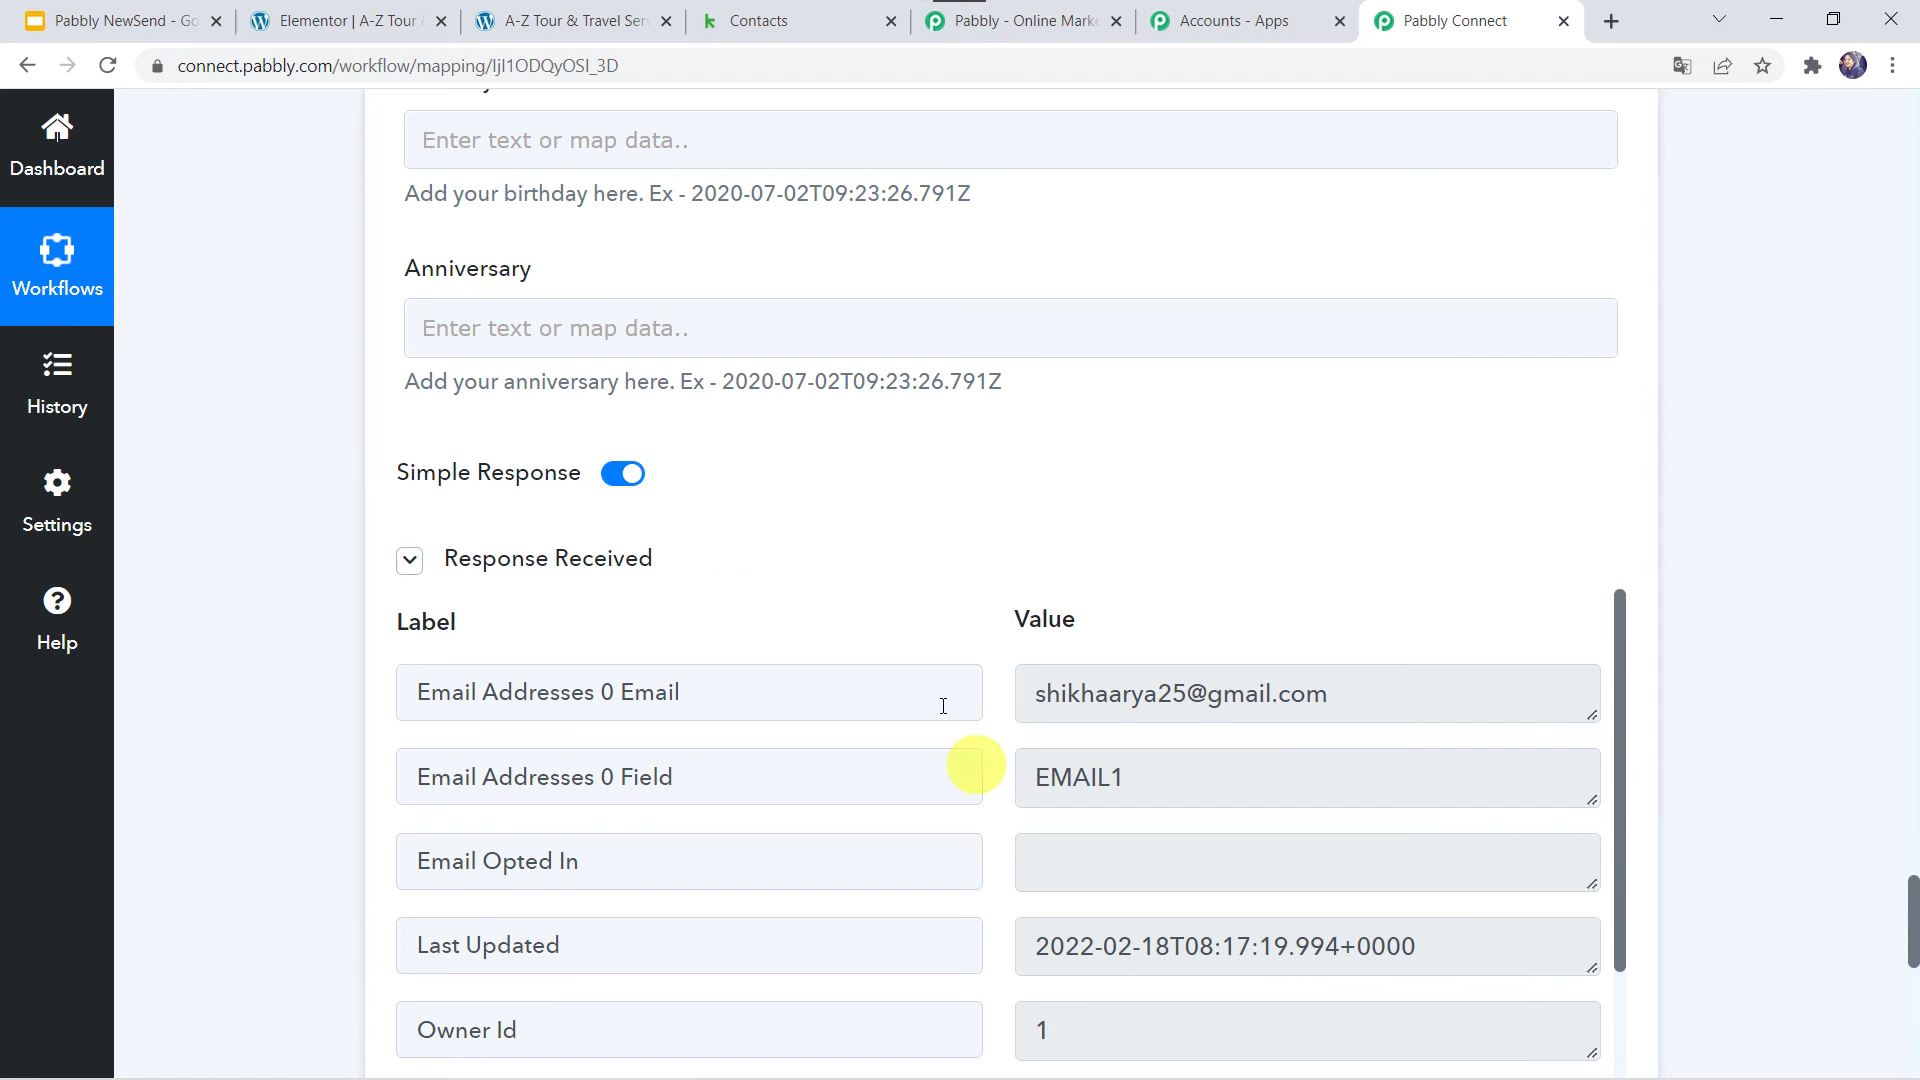 Pabbly NewSend - Go
Elementor | A-Z Tour
A-Z Tour & Travel Ser
Contacts
Pabbly - Online Mark
Accounts - Apps
Pabbly Connect
connect.pabbly.com/workflow/mapping/IjI1ODQyOSI_3D
Dashboard
Workflows
History
Settings
Help
Enter text or map data..
Add your birthday here. Ex - 2020-07-02T09:23:26.791Z
Anniversary
Enter text or map data..
Add your anniversary here. Ex - 2020-07-02T09:23:26.791Z
Simple Response
Response Received
Label
Value
Email Addresses 0 Email
shikhaarya25@gmail.com
Email Addresses 0 Field
EMAIL1
Email Opted In
Last Updated
2022-02-18T08:17:19.994+0000
Owner Id
1